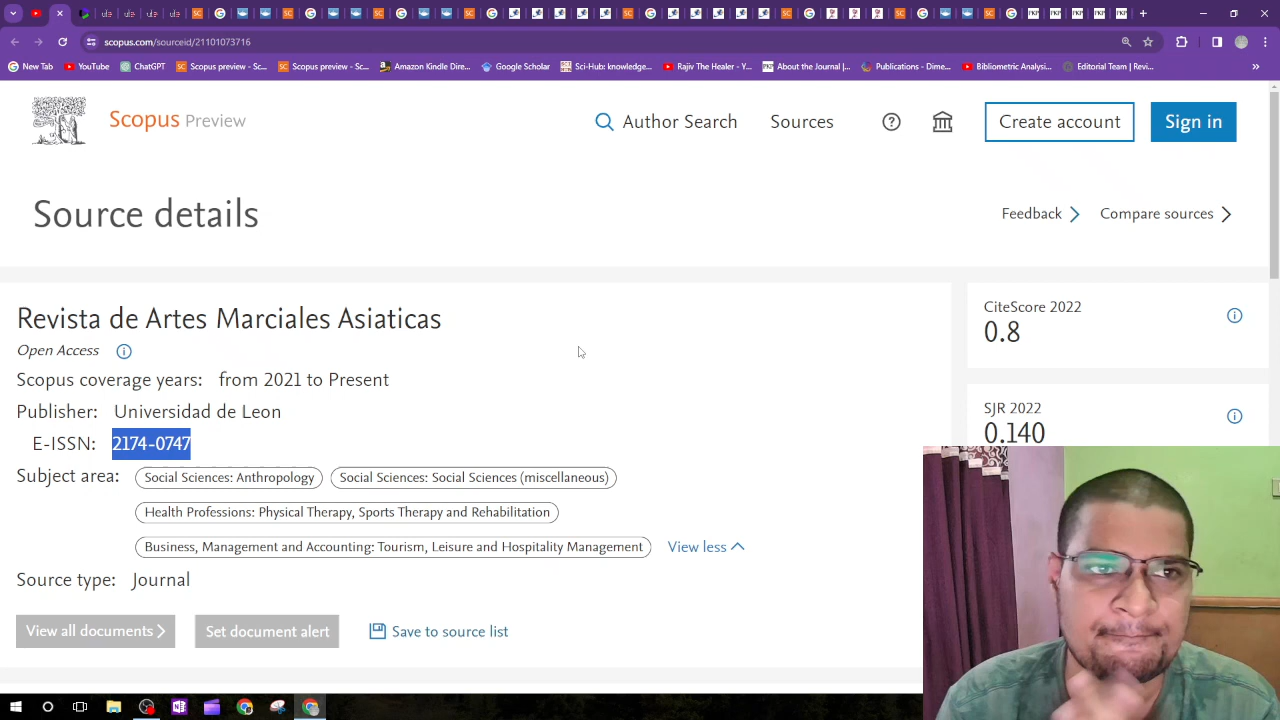 scopus.com/sourceid/21101073716
New Tab YouTube ChatGPT Scopus preview - Sc... Scopus preview - Sc... Amazon Kindle Dire... Google Scholar Sci-Hub: knowledge... Rajiv The Healer - Y... About the Journal |... Publications - Dime... Bibliometric Analysi... Editorial Team | Revi...
Scopus Preview
Author Search Sources Create account Sign in
Source details
Feedback Compare sources
Revista de Artes Marciales Asiaticas
Open Access
Scopus coverage years: from 2021 to Present
Publisher: Universidad de Leon
E-ISSN: 2174-0747
Subject area: Social Sciences: Anthropology Social Sciences: Social Sciences (miscellaneous)
Health Professions: Physical Therapy, Sports Therapy and Rehabilitation
Business, Management and Accounting: Tourism, Leisure and Hospitality Management View less
Source type: Journal
View all documents Set document alert Save to source list
CiteScore 2022
0.8
SJR 2022
0.140